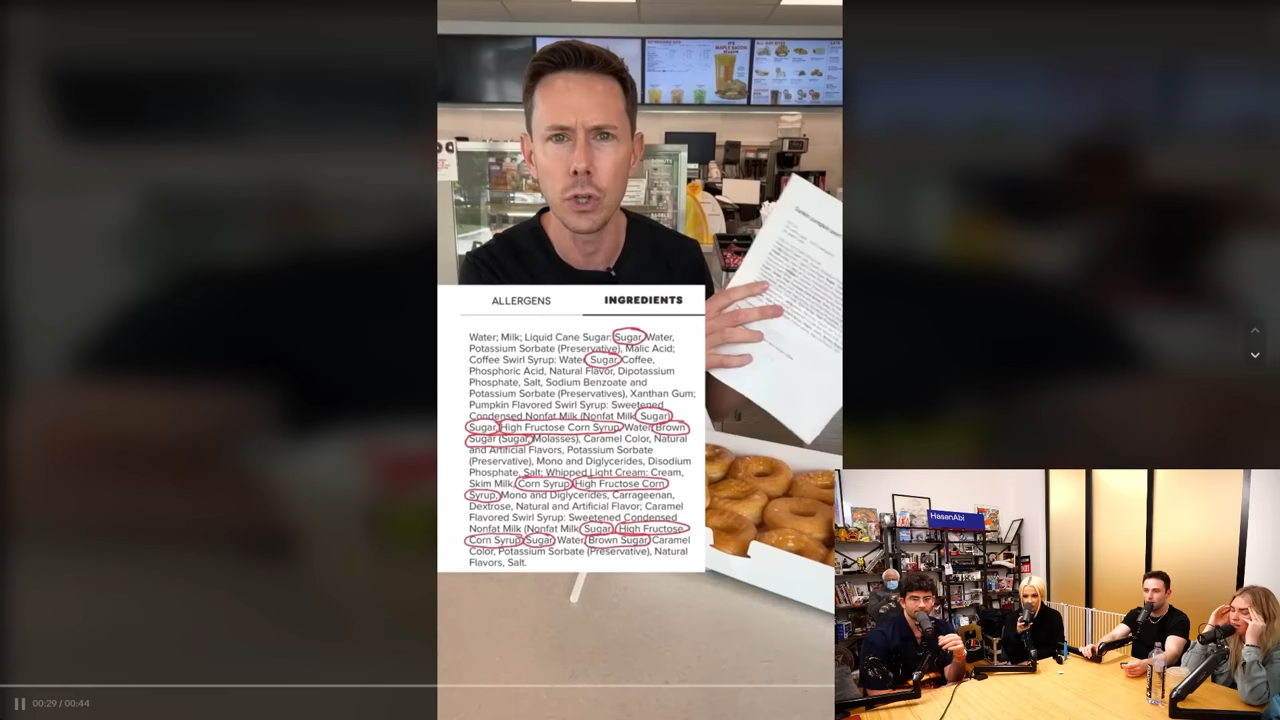 IT'S
MAPLE BACON
SEASON
ALLERGENS
INGREDIENTS
Water; Milk; Liquid Cane Sugar: Sugar, Water,
Potassium Sorbate (Preservative), Malic Acid;
Coffee Swirl Syrup: Water, Sugar, Coffee,
Phosphoric Acid, Natural Flavor, Dipotassium
Phosphate, Salt, Sodium Benzoate and
Potassium Sorbate (Preservatives), Xanthan Gum;
Pumpkin Flavored Swirl Syrup: Sweetened
Condensed Nonfat Milk (Nonfat Milk, Sugar),
Sugar, High Fructose Corn Syrup, Water, Brown
Sugar (Sugar, Molasses), Caramel Color, Natural
and Artificial Flavors, Potassium Sorbate
(Preservative), Mono and Diglycerides, Disodium
Phosphate, Salt; Whipped Light Cream: Cream,
Skim Milk, Corn Syrup, High Fructose Corn
Syrup, Mono and Diglycerides, Carrageenan,
Dextrose, Natural and Artificial Flavor; Caramel
Flavored Swirl Syrup: Sweetened Condensed
Nonfat Milk (Nonfat Milk, Sugar), High Fructose
Corn Syrup, Sugar, Water, Brown Sugar, Caramel
Color, Potassium Sorbate (Preservative), Natural
Flavors, Salt.
HasanAbi
00:29 / 00:44